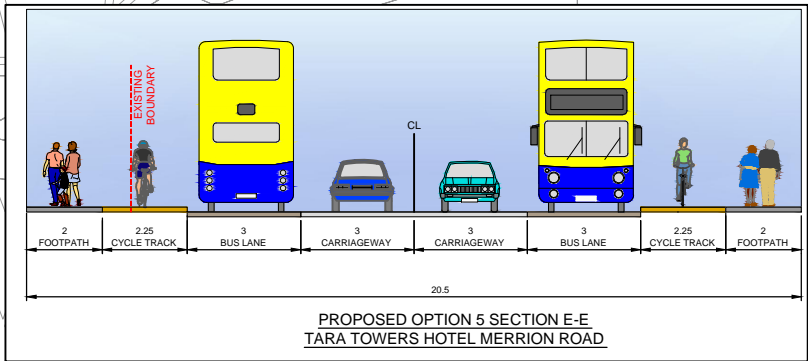 EXISTING
BOUNDARY
CL
2
FOOTPATH
2.25
CYCLE TRACK
3
BUS LANE
3
CARRIAGEWAY
3
CARRIAGEWAY
3
BUS LANE
2.25
CYCLE TRACK
2
FOOTPATH
20.5
PROPOSED OPTION 5 SECTION E-E
TARA TOWERS HOTEL MERRION ROAD